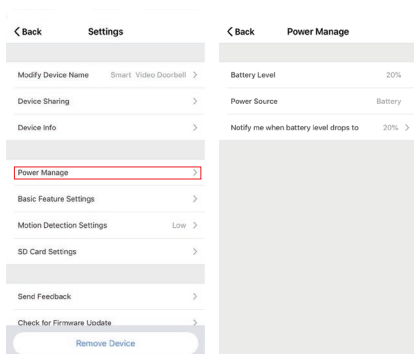 Back Settings
Modify Device Name Smart Video Doorbell
Device Sharing
Device Info
Power Manage
Basic Feature Settings
Motion Detection Settings Low
SD Card Settings
Send Feedback
Check for Firmware Update
Remove Device
Back Power Manage
Battery Level 20%
Power Source Battery
Notify me when battery level drops to 20%